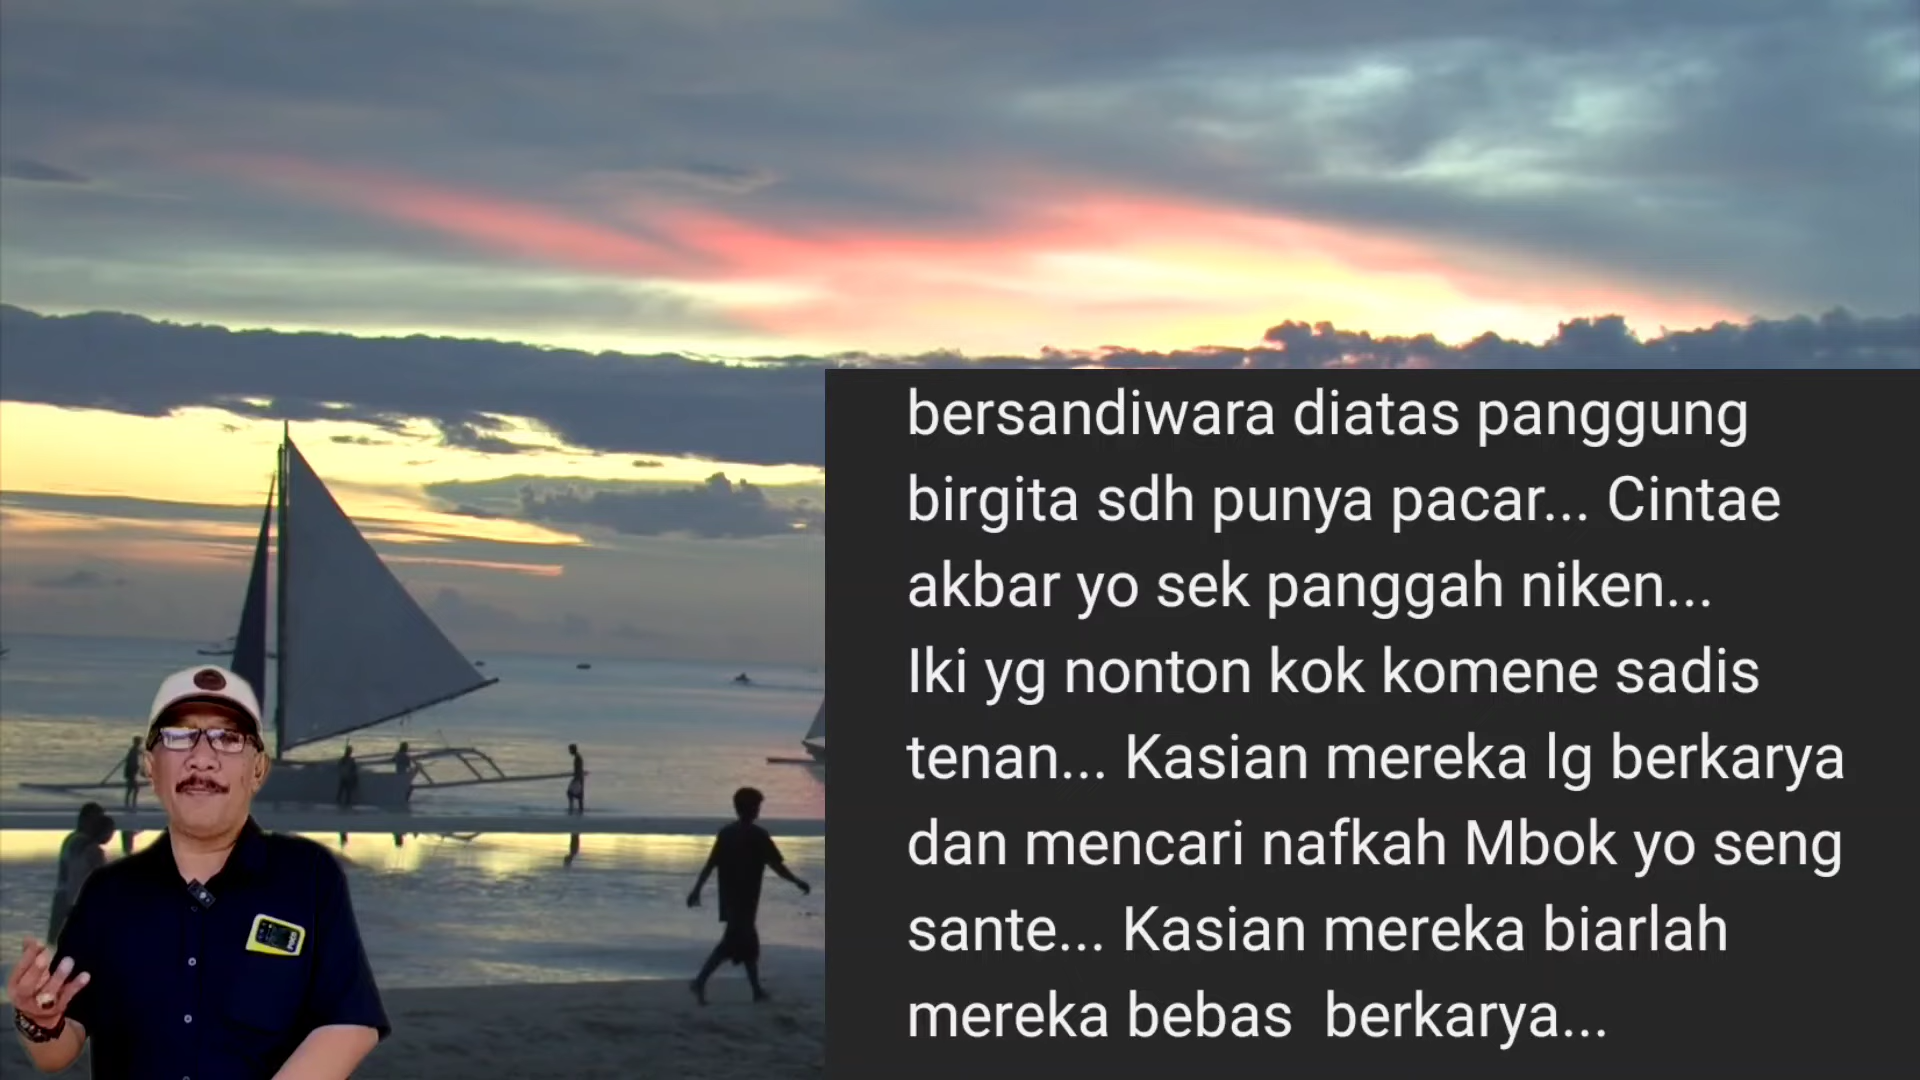 bersandiwara diatas panggung
birgita sdh punya pacar... Cintae
akbar yo sek panggah niken...
Iki yg nonton kok komene sadis
tenan... Kasian mereka lg berkarya
dan mencari nafkah Mbok yo seng
sante... Kasian mereka biarlah
mereka bebas  berkarya...